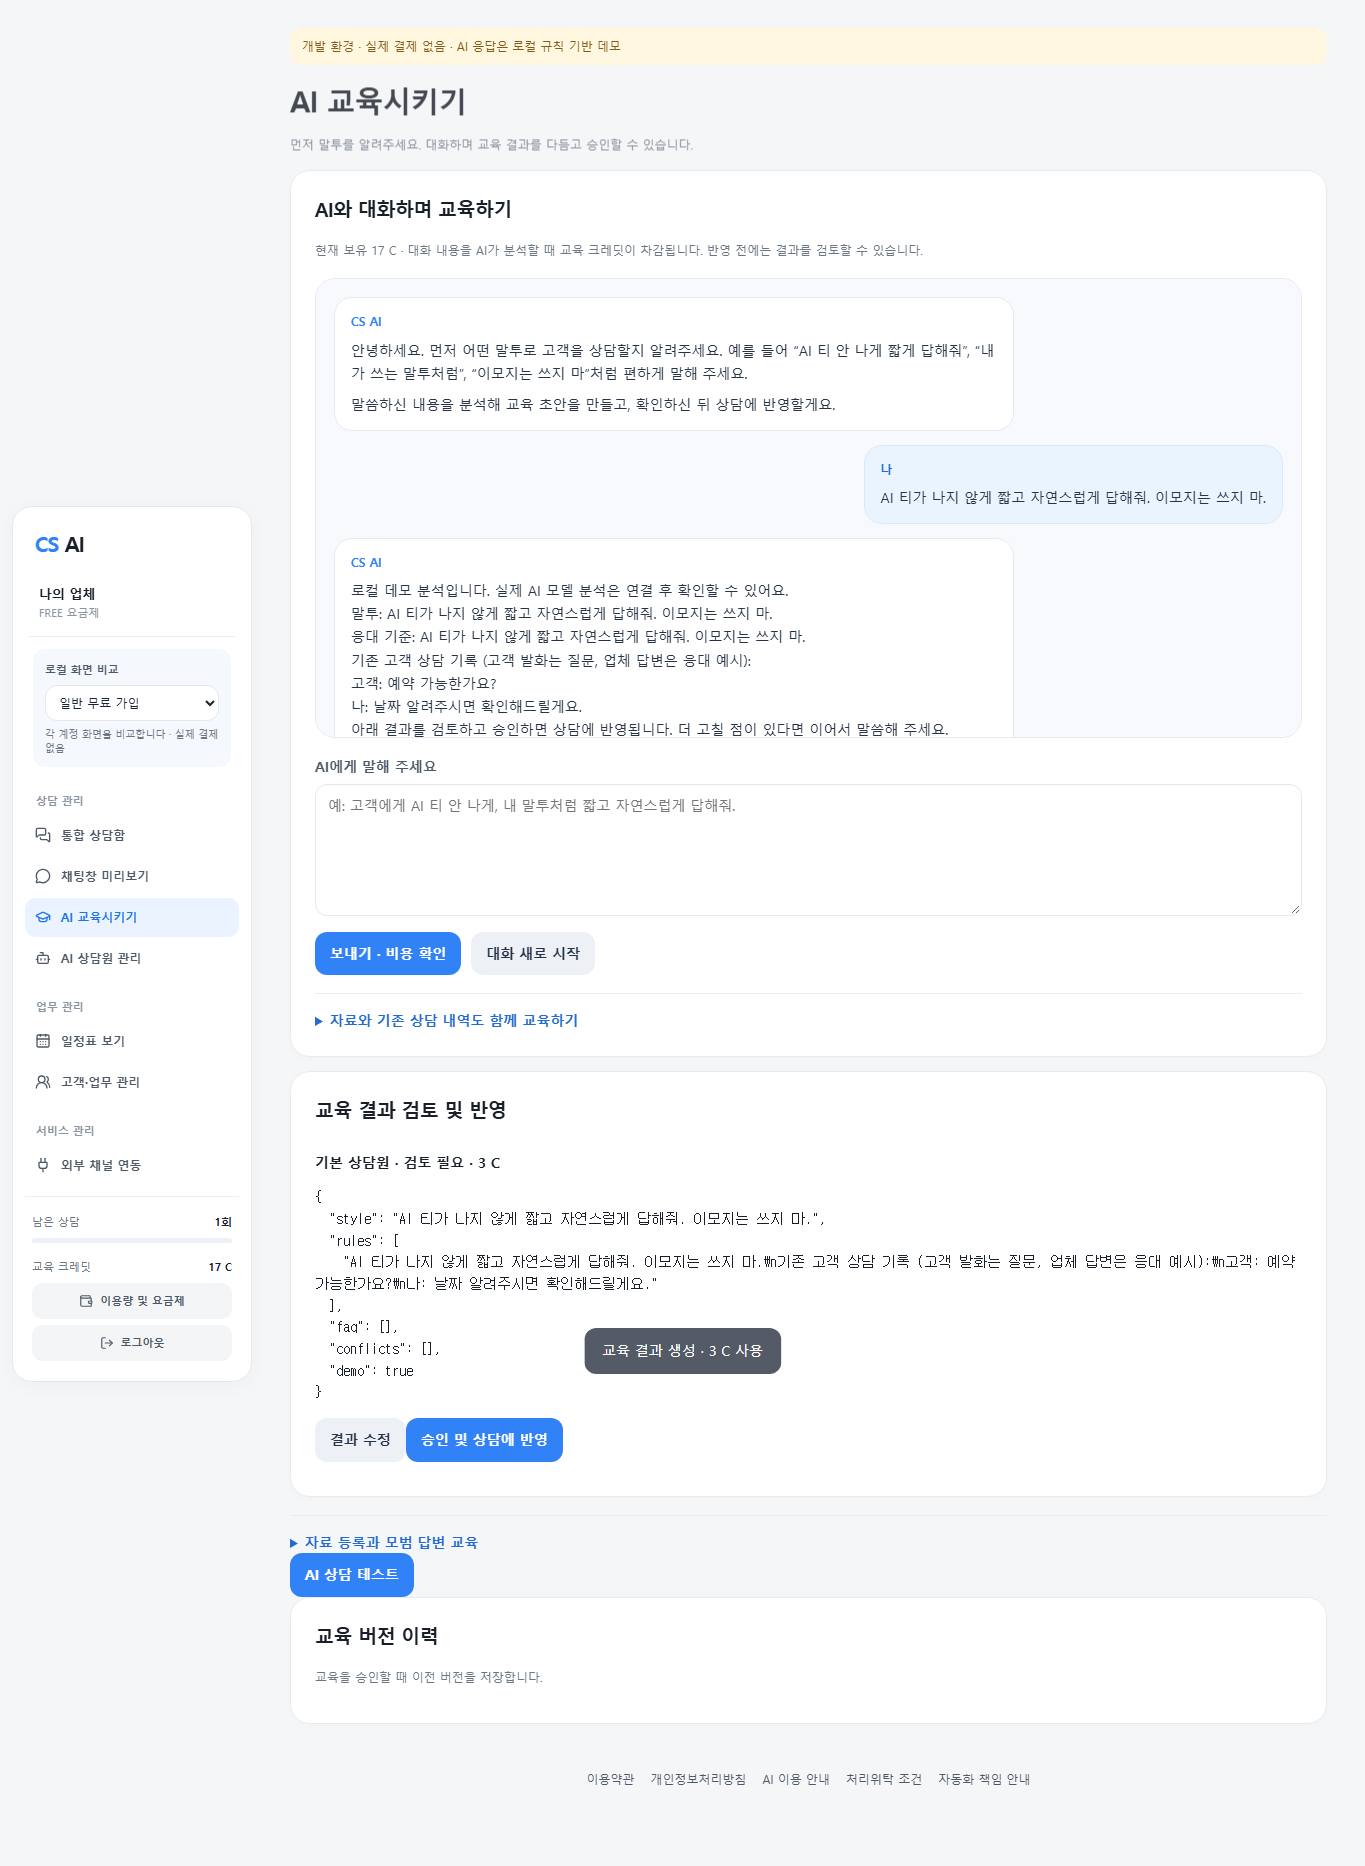 개발 환경 · 실제 결제 없음 · AI 응답은 로컬 규칙 기반 데모
AI 교육시키기
먼저 말투를 알려주세요. 대화하며 교육 결과를 다듬고 승인할 수 있습니다.
AI와 대화하며 교육하기
현재 보유 17 C · 대화 내용을 AI가 분석할 때 교육 크레딧이 차감됩니다. 반영 전에는 결과를 검토할 수 있습니다.
CS AI
안녕하세요. 먼저 어떤 말투로 고객을 상담할지 알려주세요. 예를 들어 “AI 티 안 나게 짧게 답해줘”, “내
가 쓰는 말투처럼”, “이모지는 쓰지 마”처럼 편하게 말해 주세요.
말씀하신 내용을 분석해 교육 초안을 만들고, 확인하신 뒤 상담에 반영할게요.
나
AI 티가 나지 않게 짧고 자연스럽게 답해줘. 이모지는 쓰지 마.
CS AI
로컬 데모 분석입니다. 실제 AI 모델 분석은 연결 후 확인할 수 있어요.
말투: AI 티가 나지 않게 짧고 자연스럽게 답해줘. 이모지는 쓰지 마.
응대 기준: AI 티가 나지 않게 짧고 자연스럽게 답해줘. 이모지는 쓰지 마.
기존 고객 상담 기록 (고객 발화는 질문, 업체 답변은 응대 예시):
고객: 예약 가능한가요?
나: 날짜 알려주시면 확인해드릴게요.
아래 결과를 검토하고 승인하면 상담에 반영됩니다. 더 고칠 점이 있다면 이어서 말씀해 주세요.
AI에게 말해 주세요
예: 고객에게 AI 티 안 나게, 내 말투처럼 짧고 자연스럽게 답해줘.
보내기 · 비용 확인
대화 새로 시작
▶ 자료와 기존 상담 내역도 함께 교육하기
교육 결과 검토 및 반영
기본 상담원 · 검토 필요 · 3 C
{
"style": "AI 티가 나지 않게 짧고 자연스럽게 답해줘. 이모지는 쓰지 마.",
"rules": [
"AI 티가 나지 않게 짧고 자연스럽게 답해줘. 이모지는 쓰지 마.\n기존 고객 상담 기록 (고객 발화는 질문, 업체 답변은 응대 예시):\n고객: 예약
가능한가요?\n나: 날짜 알려주시면 확인해드릴게요."
],
"faq": [],
"conflicts": [],
"demo": true
}
교육 결과 생성 · 3 C 사용
결과 수정
승인 및 상담에 반영
▶ 자료 등록과 모범 답변 교육
AI 상담 테스트
교육 버전 이력
교육을 승인할 때 이전 버전을 저장합니다.
이용약관
개인정보처리방침
AI 이용 안내
처리위탁 조건
자동화 책임 안내
CS AI
나의 업체
FREE 요금제
로컬 화면 비교
일반 무료 가입
각 계정 화면을 비교합니다 · 실제 결제
없음
상담 관리
통합 상담함
채팅창 미리보기
AI 교육시키기
AI 상담원 관리
업무 관리
일정표 보기
고객·업무 관리
서비스 관리
외부 채널 연동
남은 상담
1회
교육 크레딧
17 C
이용량 및 요금제
로그아웃